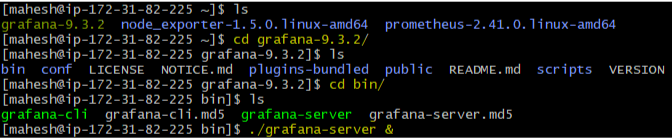 [mahesh@ip-172-31-82-225 ~]$ ls
grafana-9.3.2  node_exporter-1.5.0.linux-amd64  prometheus-2.41.0.linux-amd64
[mahesh@ip-172-31-82-225 ~]$ cd grafana-9.3.2/
[mahesh@ip-172-31-82-225 grafana-9.3.2]$ ls
bin  conf  LICENSE  NOTICE.md  plugins-bundled  public  README.md  scripts  VERSION
[mahesh@ip-172-31-82-225 grafana-9.3.2]$ cd bin/
[mahesh@ip-172-31-82-225 bin]$ ls
grafana-cli  grafana-cli.md5  grafana-server  grafana-server.md5
[mahesh@ip-172-31-82-225 bin]$ ./grafana-server &